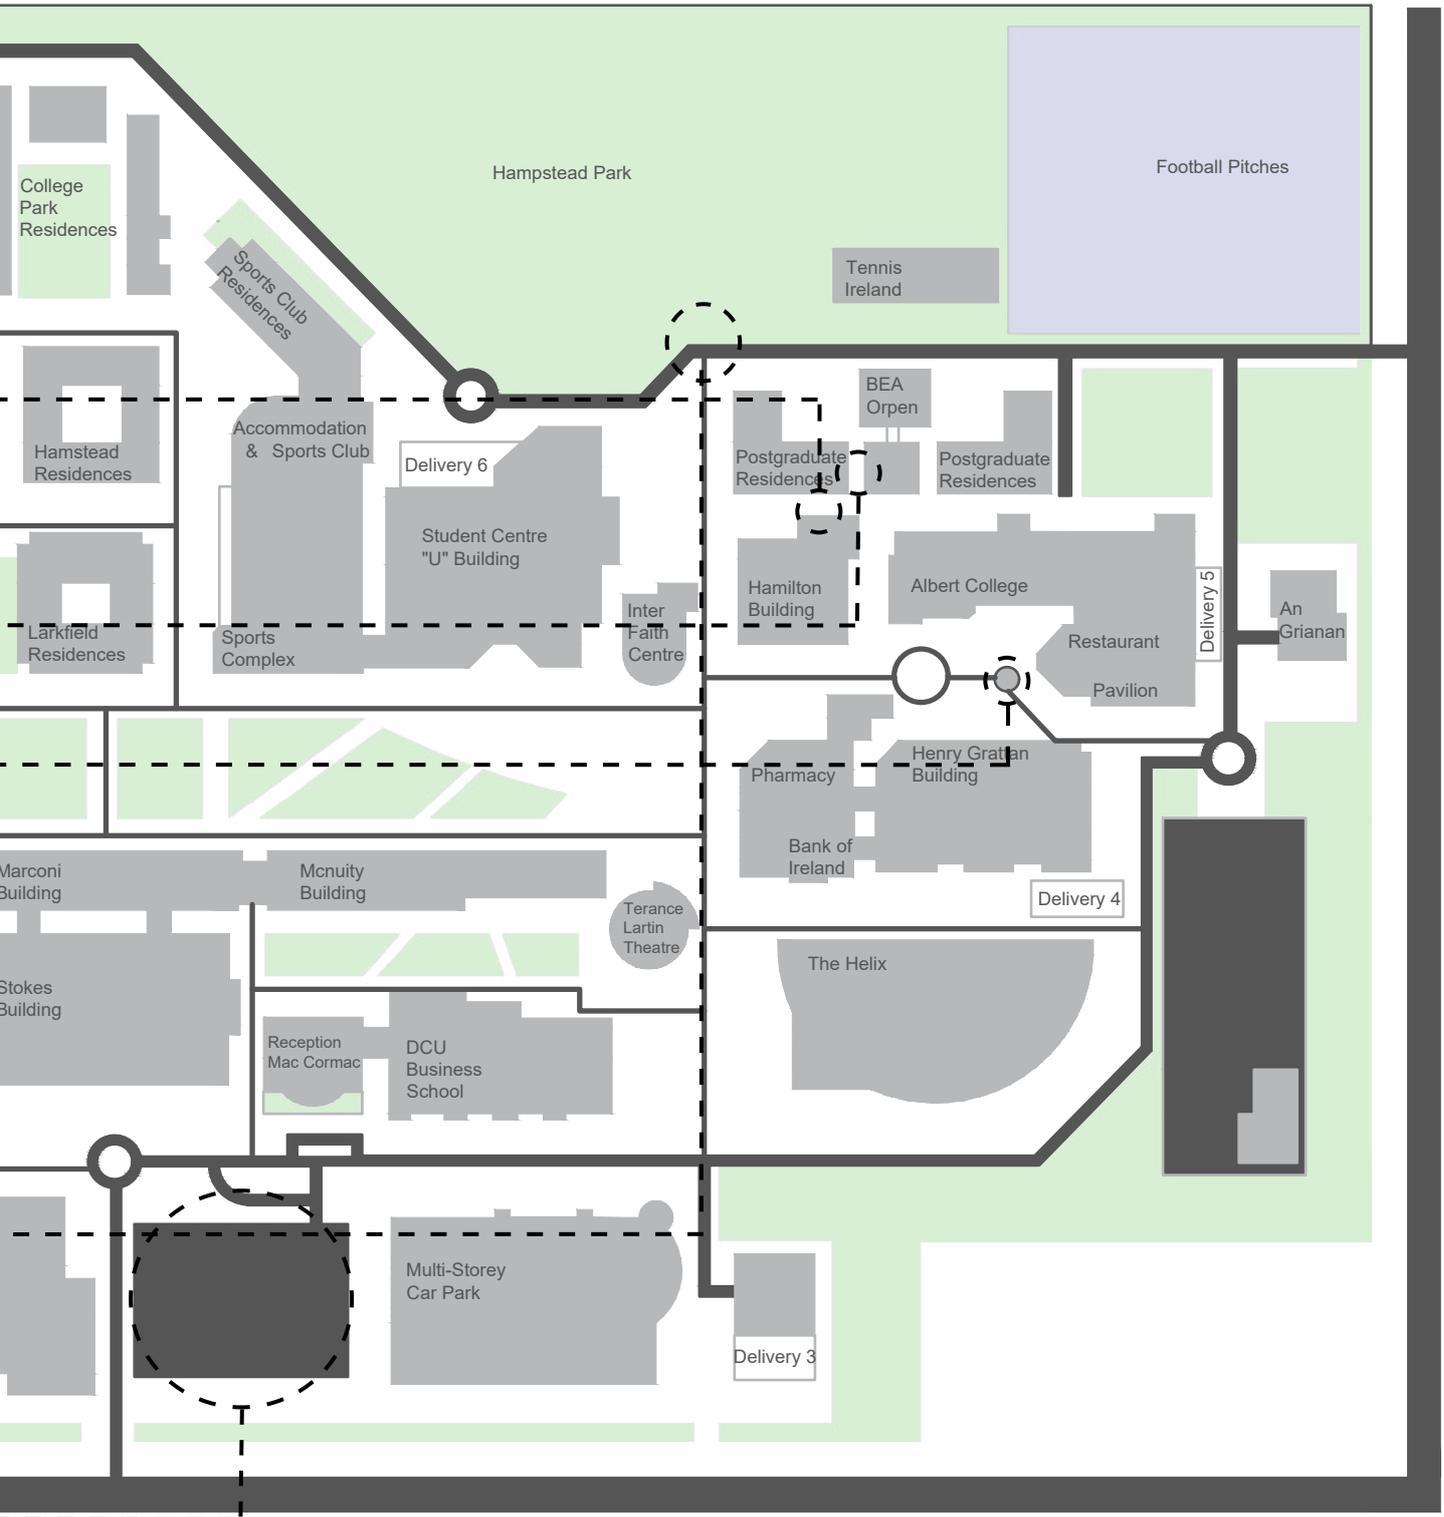 Hampstead Park
Football Pitches
College
Park
Residences
Sports Club
Residences
Tennis
Ireland
BEA
Orpen
Hamstead
Residences
Accommodation
& Sports Club
Delivery 6
Postgraduate
Residences
Postgraduate
Residences
Student Centre
"U" Building
Hamilton
Building
Albert College
Delivery 5
An
Grianan
Inter
Faith
Centre
Larkfield
Residences
Sports
Complex
Restaurant
Pavilion
Henry Grattan
Building
Pharmacy
Bank of
Ireland
Marconi
Building
Mcnuity
Building
Terance
Lartin
Theatre
Delivery 4
The Helix
Stokes
Building
Reception
Mac Cormac
DCU
Business
School
Multi-Storey
Car Park
Delivery 3